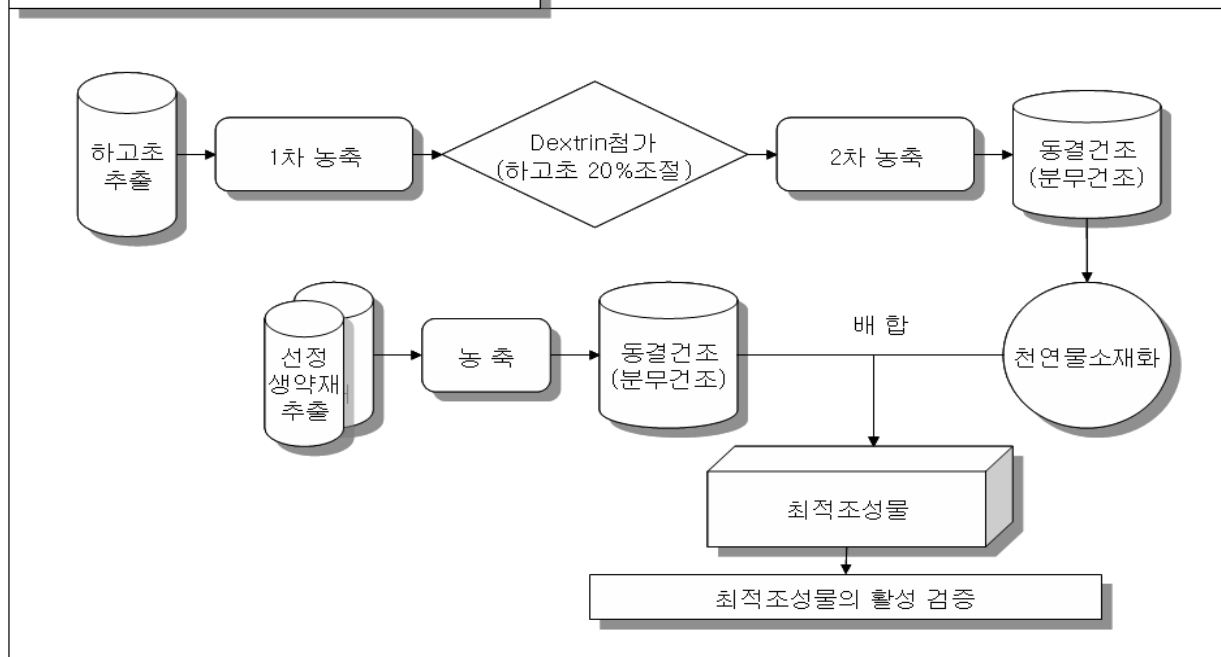 하고초
추출
1차 농축
Dextrin첨가
(하고초 20%조절)
2차 농축
동결건조
(분무건조)
선정
생약재
추출
농 축
동결건조
(분무건조)
배 합
천연물소재화
최적조성물
최적조성물의 활성 검증